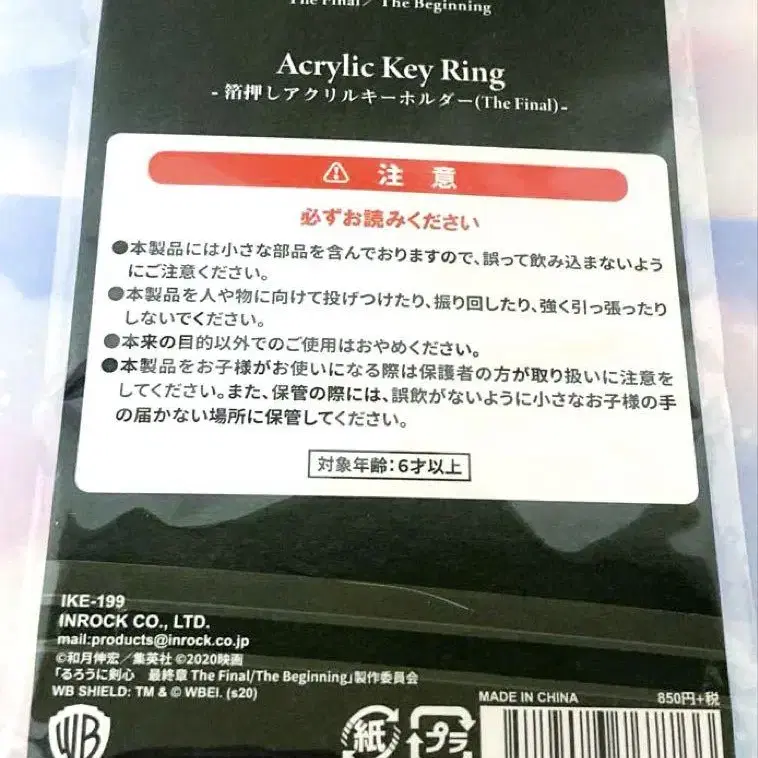 The Final／The Beginning
Acrylic Key Ring
- 箔押しアクリルキーホルダー(The Final)-
⚠ 注 意
必ずお読みください
●本製品には小さな部品を含んでおりますので、誤って飲み込まないよう
にご注意ください。
●本製品を人や物に向けて投げつけたり、振り回したり、強く引っ張ったり
しないでください。
●本来の目的以外でのご使用はおやめください。
●本製品をお子様がお使いになる際は保護者の方が取り扱いに注意を
してください。また、保管の際には、誤飲がないように小さなお子様の手
の届かない場所に保管してください。
対象年齢：6才以上
IKE-199
INROCK CO., LTD.
mail:products@inrock.co.jp
©和月伸宏／集英社 ©2020映画
「るろうに剣心　最終章 The Final/The Beginning」製作委員会
WB SHIELD: TM & © WBEI. (s20)
MADE IN CHINA
850円+税
WB
紙
プラ